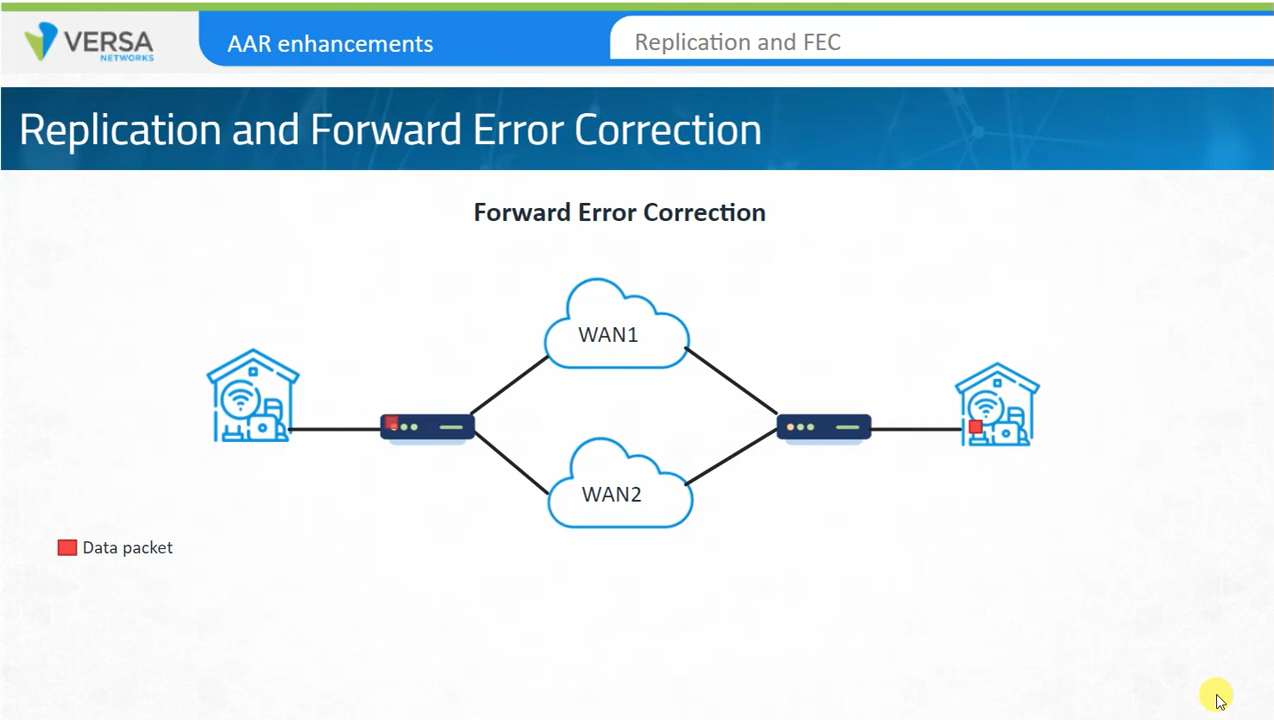 VERSA
NETWORKS
AAR enhancements
Replication and FEC
Replication and Forward Error Correction
Forward Error Correction
WAN1
WAN2
Data packet